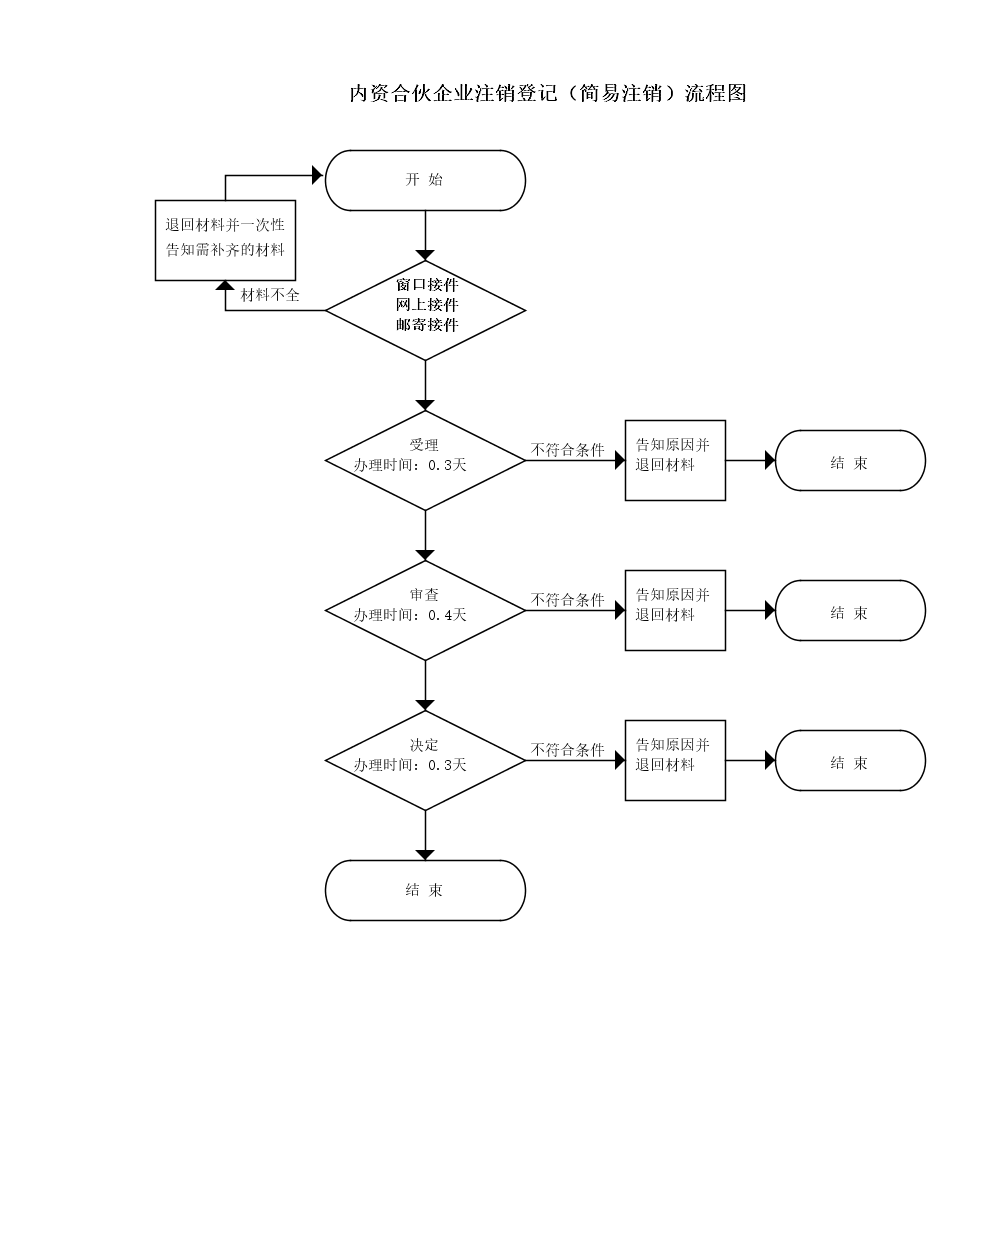 内资合伙企业注销登记（简易注销）流程图
开 始
退回材料并一次性
告知需补齐的材料
材料不全
窗口接件
网上接件
邮寄接件
受理
办理时间：0.3天
不符合条件
告知原因并
退回材料
结 束
审查
办理时间：0.4天
不符合条件
告知原因并
退回材料
结 束
决定
办理时间：0.3天
不符合条件
告知原因并
退回材料
结 束
结 束